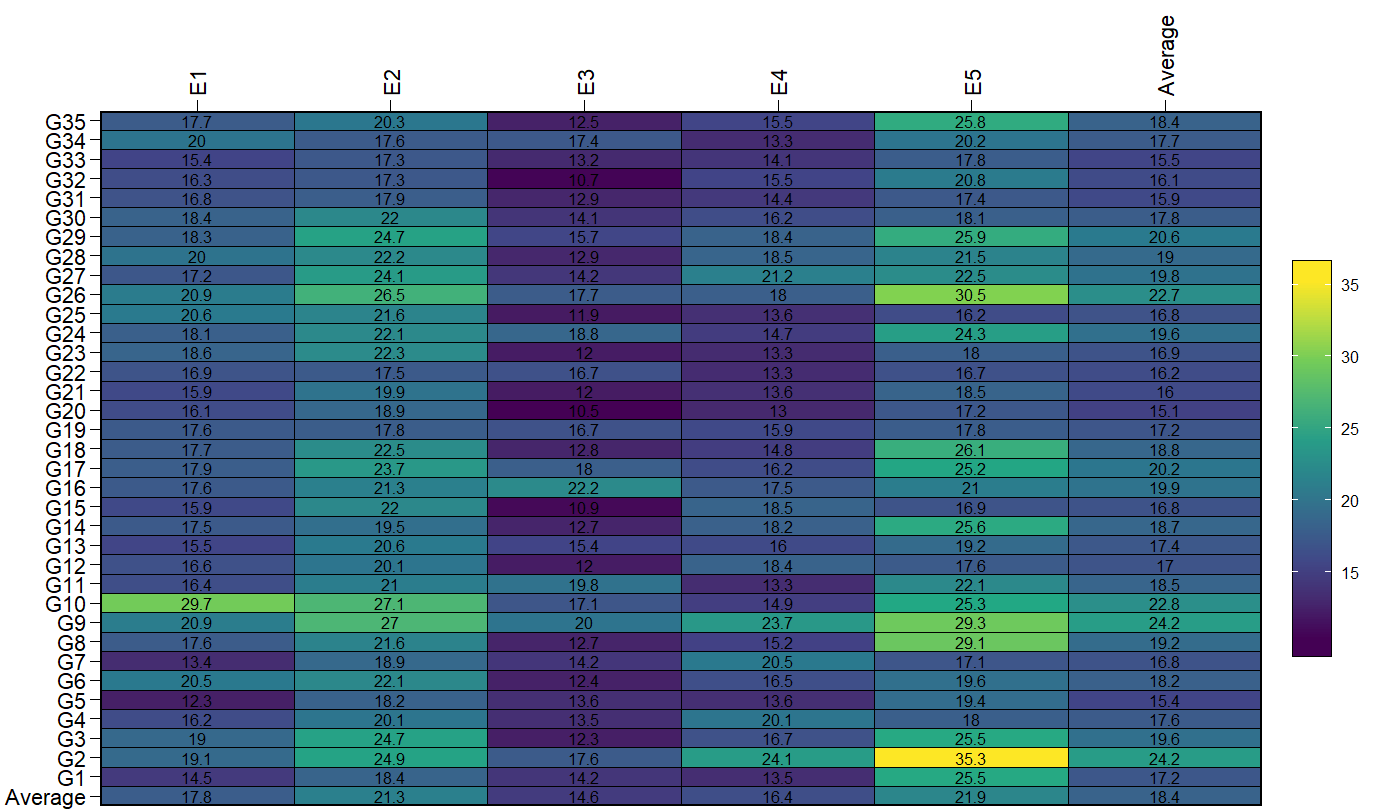 E1 E2 E3 E4 E5 Average
G35 17.7 20.3 12.5 15.5 25.8 18.4
G34 20 17.6 17.4 13.3 20.2 17.7
G33 15.4 17.3 13.2 14.1 17.8 15.5
G32 16.3 17.3 10.7 15.5 20.8 16.1
G31 16.8 17.9 12.9 14.4 17.4 15.9
G30 18.4 22 14.1 16.2 18.1 17.8
G29 18.3 24.7 15.7 18.4 25.9 20.6
G28 20 22.2 12.9 18.5 21.5 19
G27 17.2 24.1 14.2 21.2 22.5 19.8
G26 20.9 26.5 17.7 18 30.5 22.7
G25 20.6 21.6 11.9 13.6 16.2 16.8
G24 18.1 22.1 18.8 14.7 24.3 19.6
G23 18.6 22.3 12 13.3 18 16.9
G22 16.9 17.5 16.7 13.3 16.7 16.2
G21 15.9 19.9 12 13.6 18.5 16
G20 16.1 18.9 10.5 13 17.2 15.1
G19 17.6 17.8 16.7 15.9 17.8 17.2
G18 17.7 22.5 12.8 14.8 26.1 18.8
G17 17.9 23.7 18 16.2 25.2 20.2
G16 17.6 21.3 22.2 17.5 21 19.9
G15 15.9 22 10.9 18.5 16.9 16.8
G14 17.5 19.5 12.7 18.2 25.6 18.7
G13 15.5 20.6 15.4 16 19.2 17.4
G12 16.6 20.1 12 18.4 17.6 17
G11 16.4 21 19.8 13.3 22.1 18.5
G10 29.7 27.1 17.1 14.9 25.3 22.8
G9 20.9 27 20 23.7 29.3 24.2
G8 17.6 21.6 12.7 15.2 29.1 19.2
G7 13.4 18.9 14.2 20.5 17.1 16.8
G6 20.5 22.1 12.4 16.5 19.6 18.2
G5 12.3 18.2 13.6 13.6 19.4 15.4
G4 16.2 20.1 13.5 20.1 18 17.6
G3 19 24.7 12.3 16.7 25.5 19.6
G2 19.1 24.9 17.6 24.1 35.3 24.2
G1 14.5 18.4 14.2 13.5 25.5 17.2
Average 17.8 21.3 14.6 16.4 21.9 18.4
35
30
25
20
15